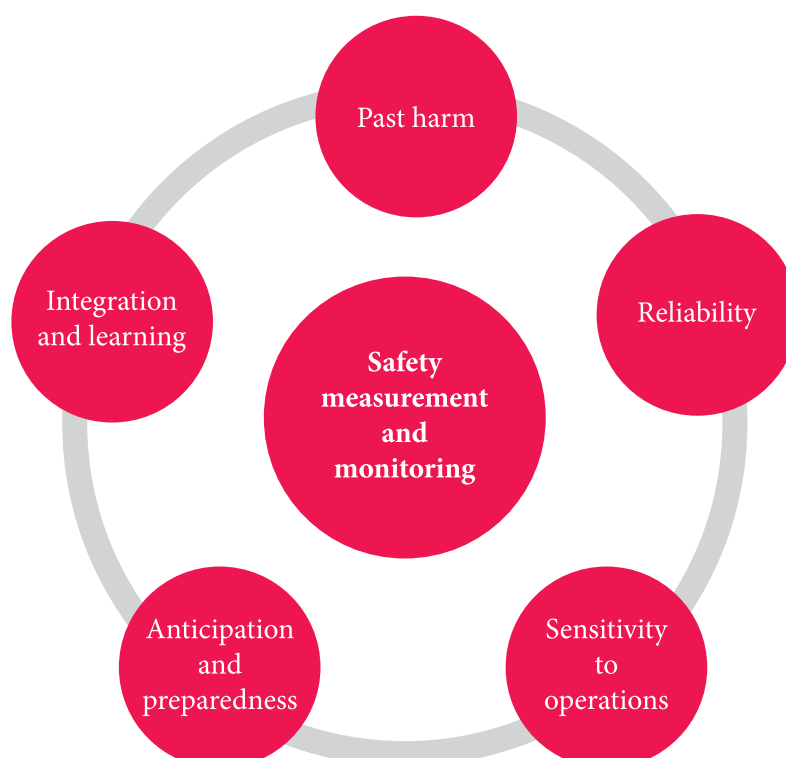 Past harm
Reliability
Sensitivity
to
operations
Anticipation
and
preparedness
Integration
and learning
Safety
measurement
and
monitoring